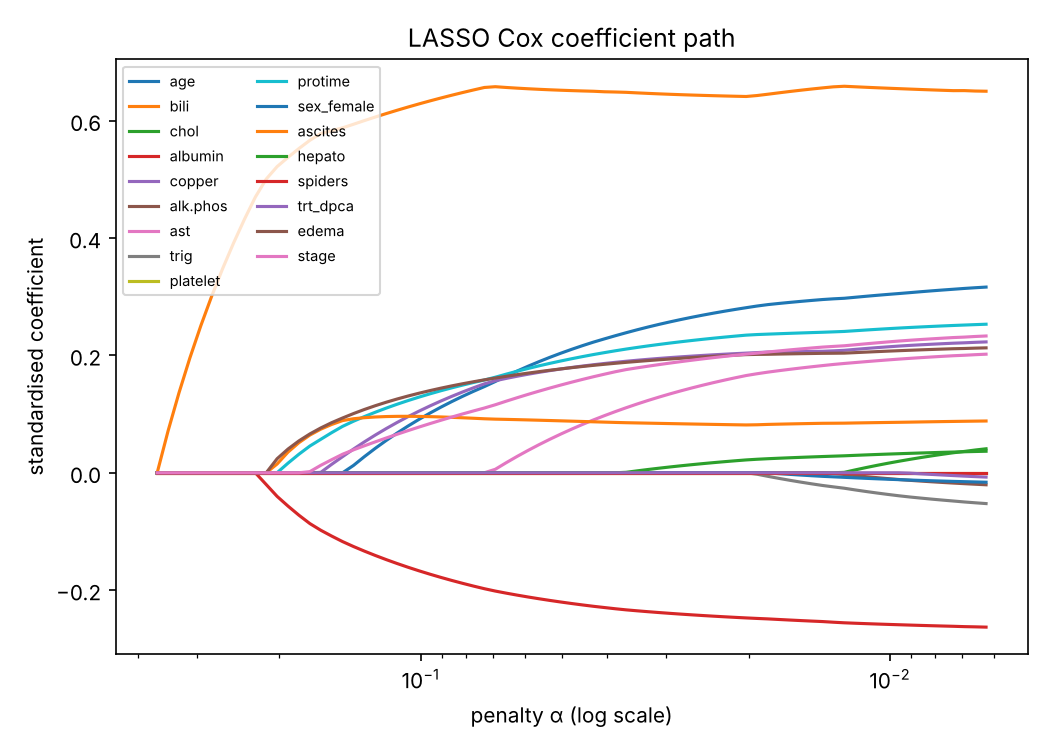 LASSO Cox coefficient path
standardised coefficient
0.6
0.4
0.2
0.0
−0.2
age
bili
chol
albumin
copper
alk.phos
ast
trig
platelet
protime
sex_female
ascites
hepato
spiders
trt_dpca
edema
stage
10⁻¹
10⁻²
penalty α (log scale)